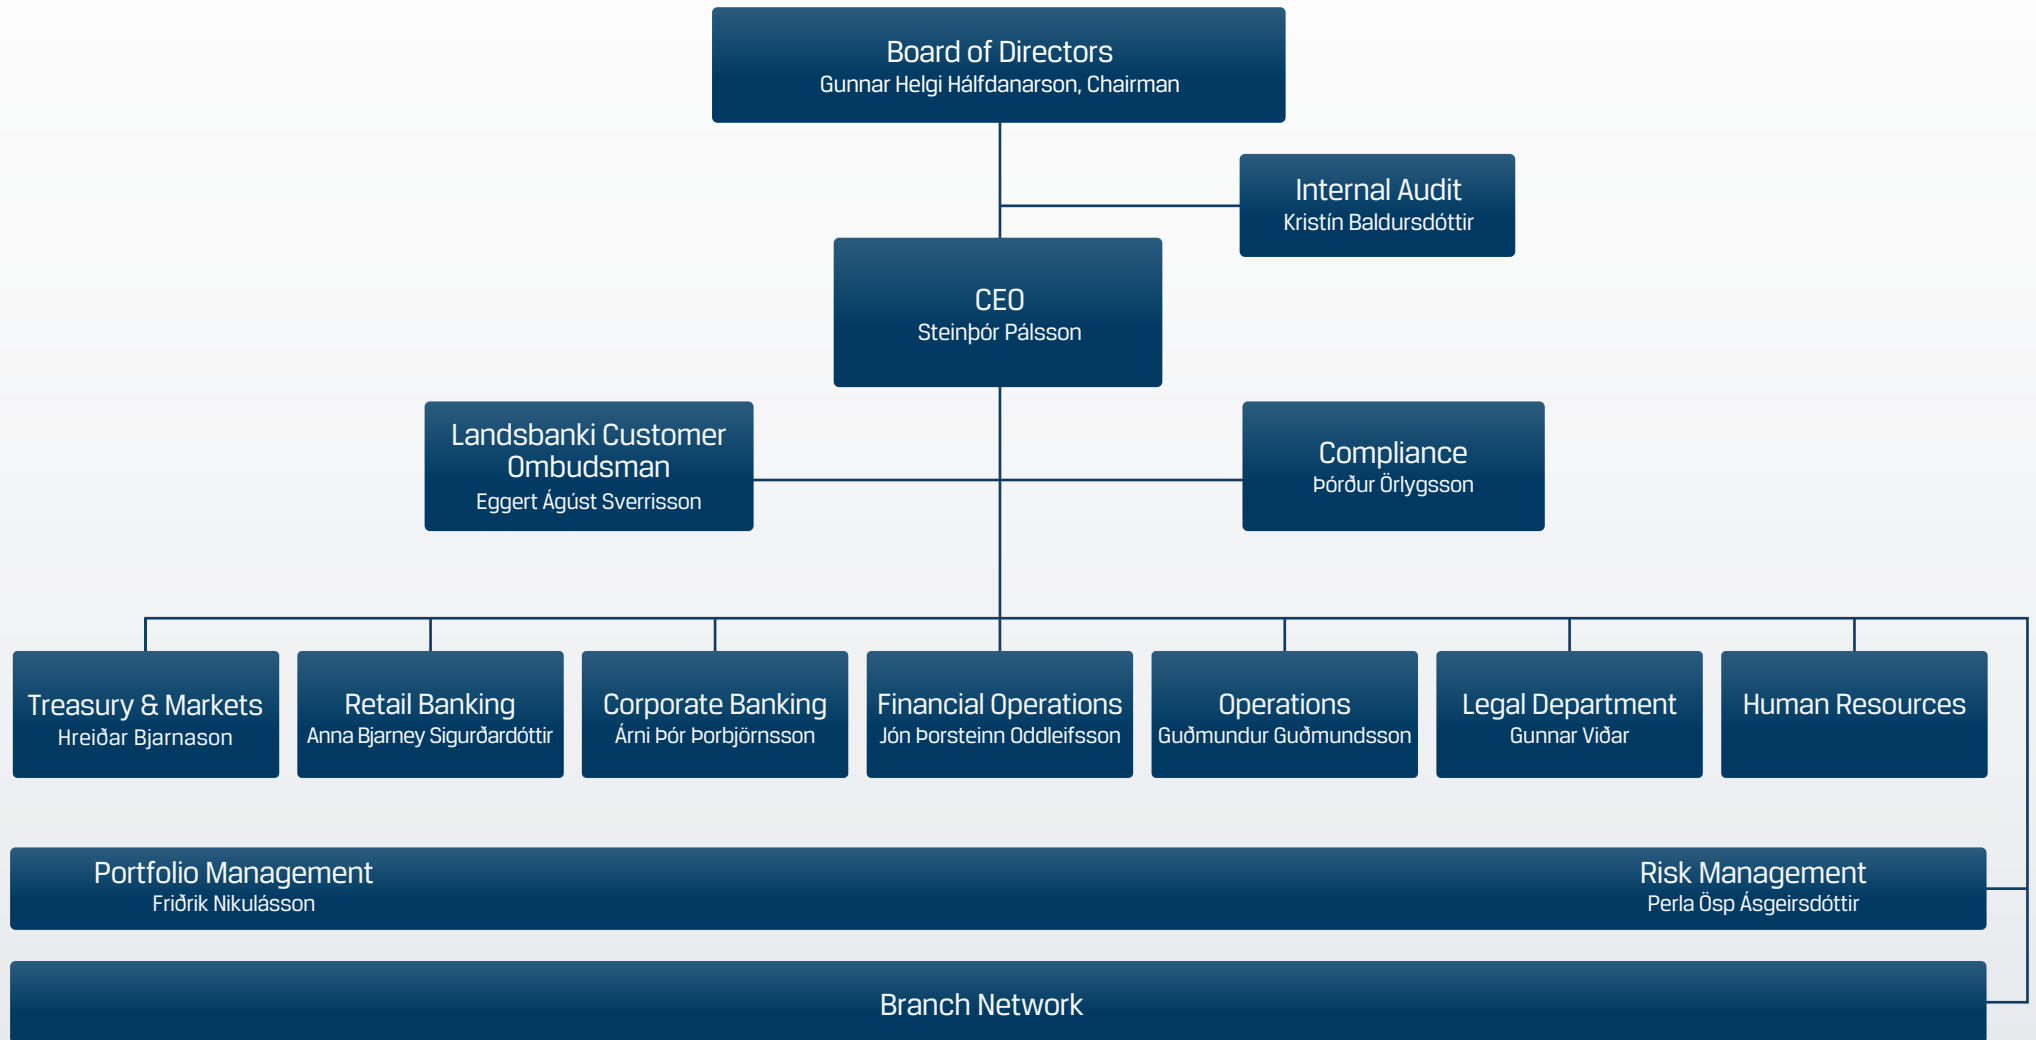 Board of Directors
Gunnar Helgi Hálfdanarson, Chairman
Internal Audit
Kristín Baldursdóttir
CEO
Steinþór Pálsson
Landsbanki Customer
Ombudsman
Eggert Ágúst Sverrisson
Compliance
Þórður Örlygsson
Treasury & Markets
Hreiðar Bjarnason
Retail Banking
Anna Bjarney Sigurðardóttir
Corporate Banking
Árni Þór Þorbjörnsson
Financial Operations
Jón Þorsteinn Oddleifsson
Operations
Guðmundur Guðmundsson
Legal Department
Gunnar Viðar
Human Resources
Portfolio Management
Friðrik Nikulásson
Risk Management
Perla Ösp Ásgeirsdóttir
Branch Network